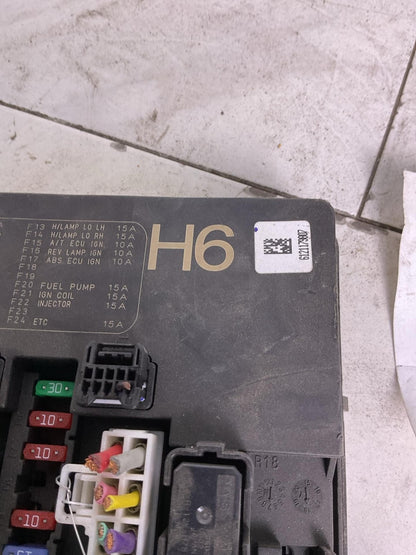 F13 H/LAMP LO LH 15A
F14 H/LAMP LO RH 15A
F15 A/T ECU IGN. 10A
F16 REV LAMP IGN 10A
F17 ABS. ECU IGN 10A
F18
F19
F20 FUEL PUMP 15A
F21 IGN COIL 15A
F22 INJECTOR 15A
F23
F24 ETC 15A
H6
30
10
10
10
R18